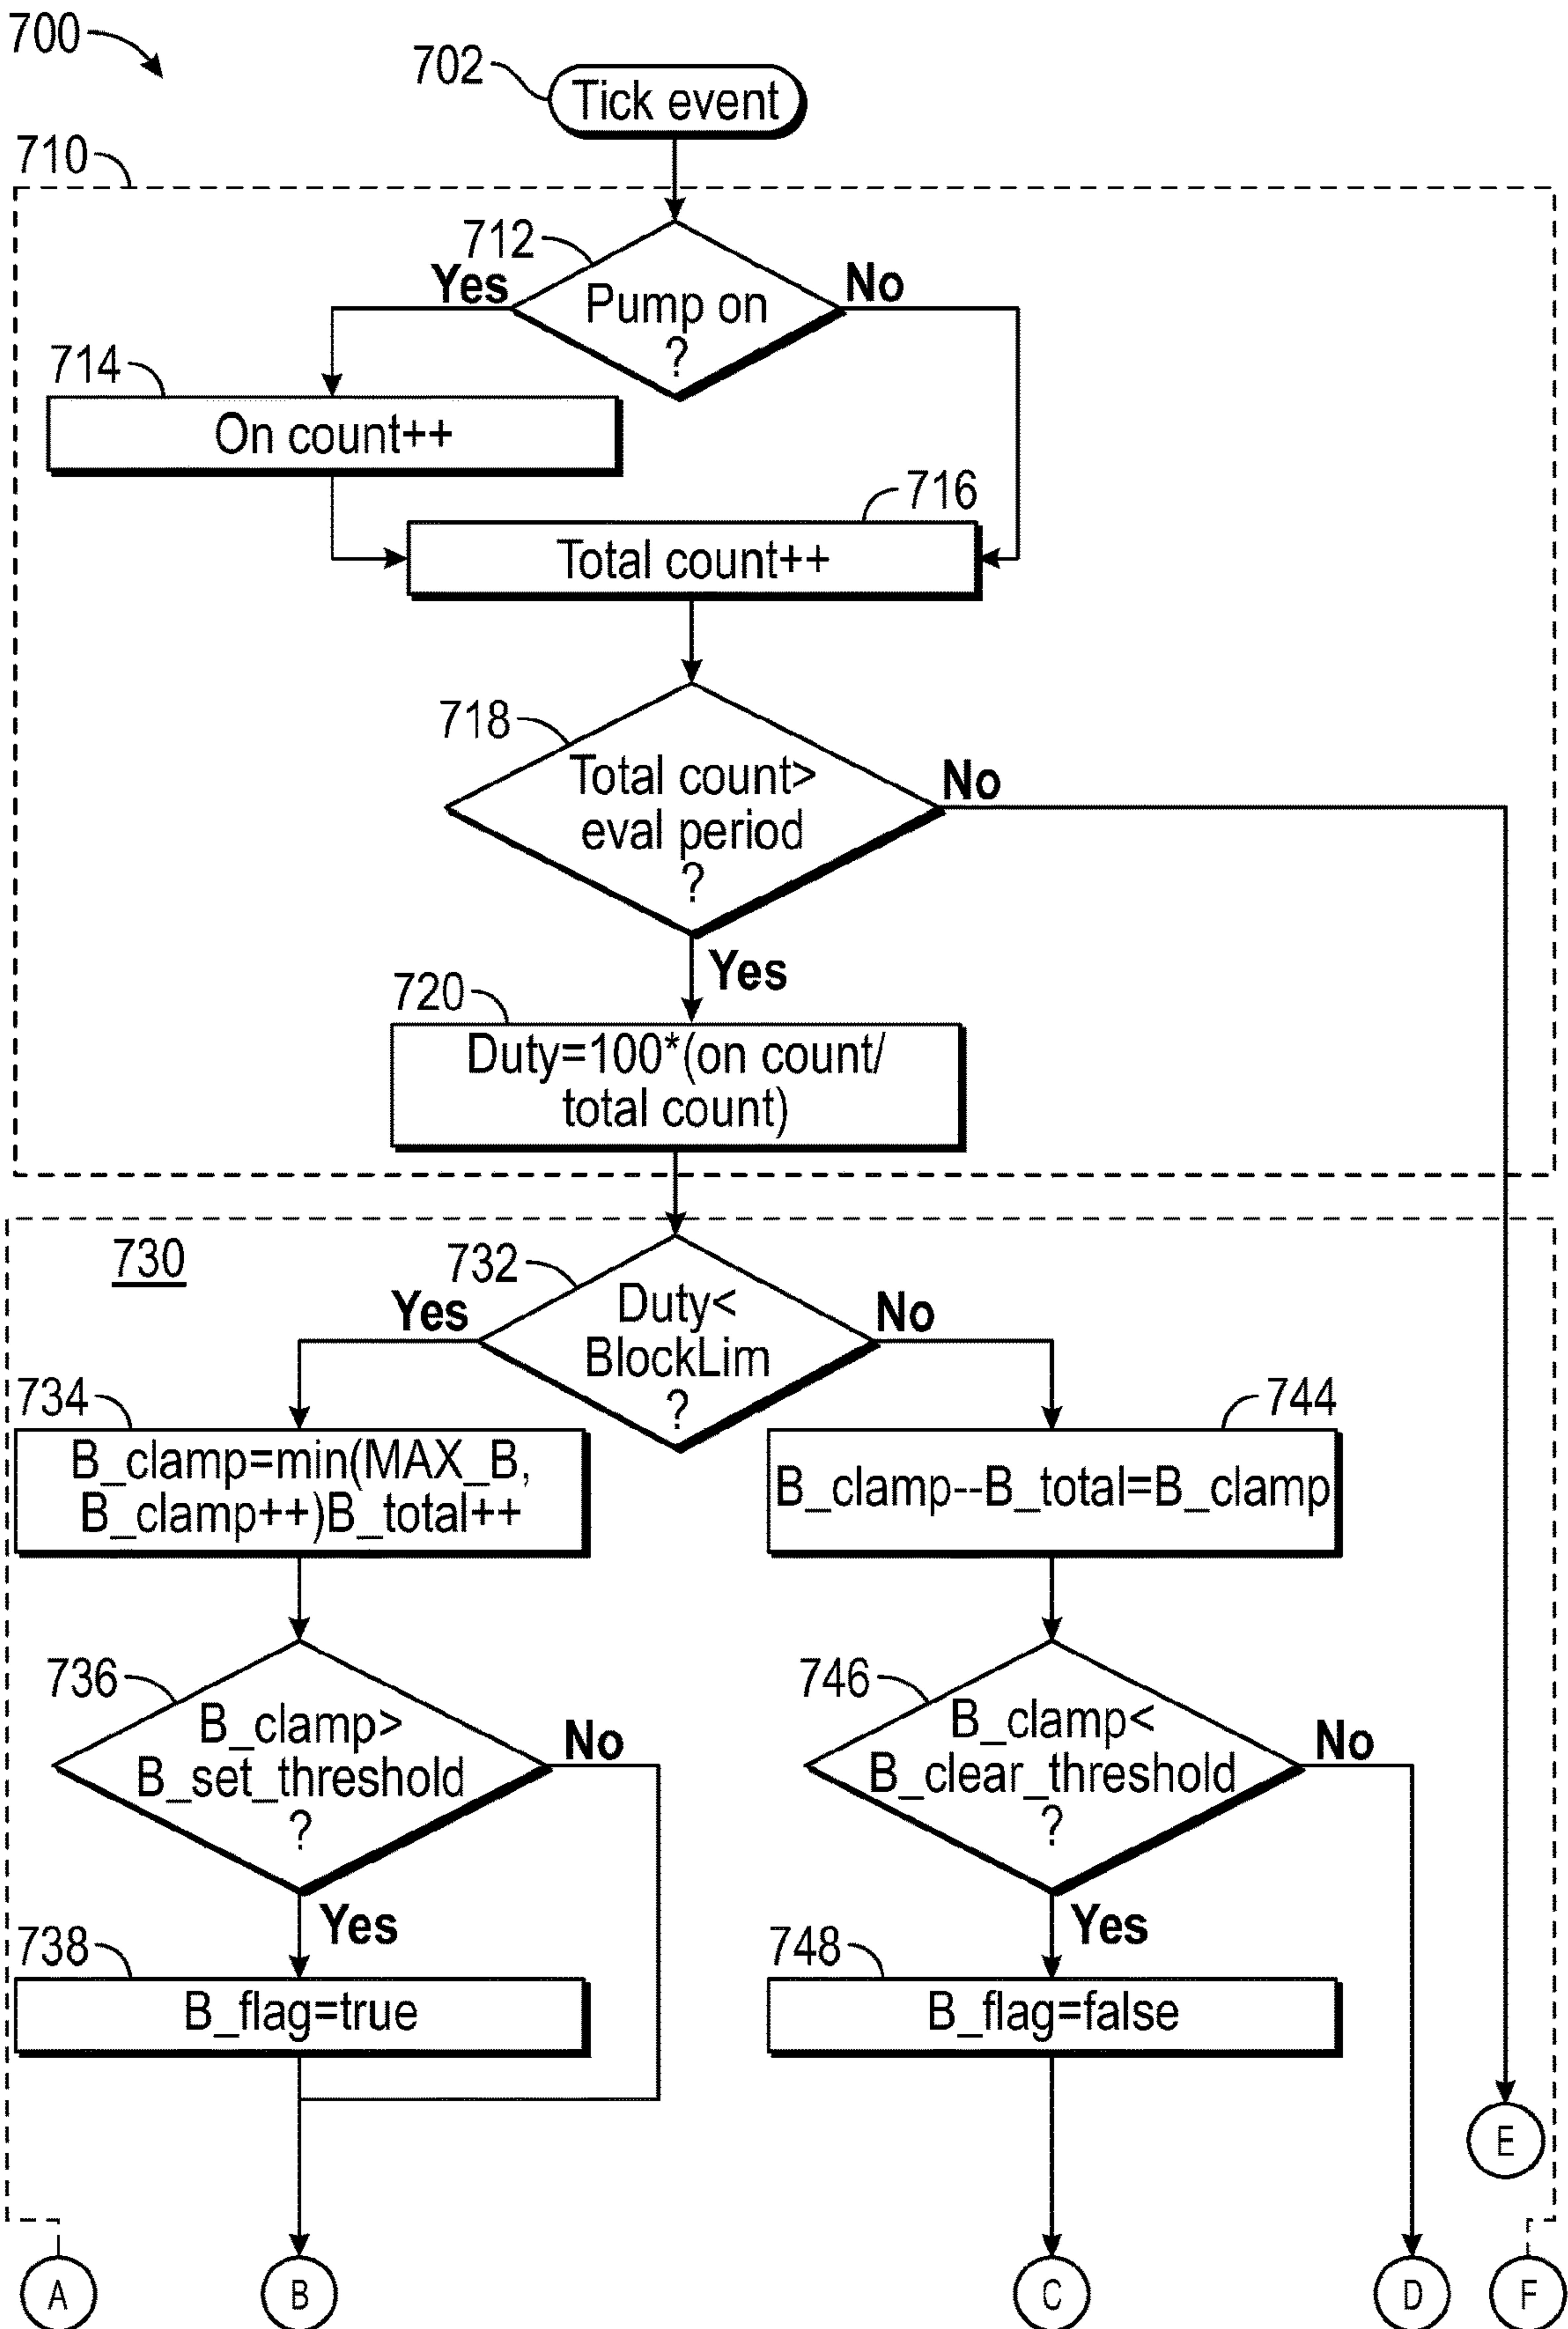 700
702
Tick event
710
712
Yes
No
Pump on
?
714
On count++
716
Total count++
718
Total count>
eval period
?
No
Yes
720
Duty=100*(on count/
total count)
730
732
Yes
No
Duty<
BlockLim
?
734
B_clamp=min(MAX_B,
B_clamp++)B_total++
744
B_clamp--B_total=B_clamp
736
B_clamp>
B_set_threshold
?
No
Yes
746
B_clamp<
B_clear_threshold
?
No
Yes
738
B_flag=true
748
B_flag=false
E
A
B
C
D
F